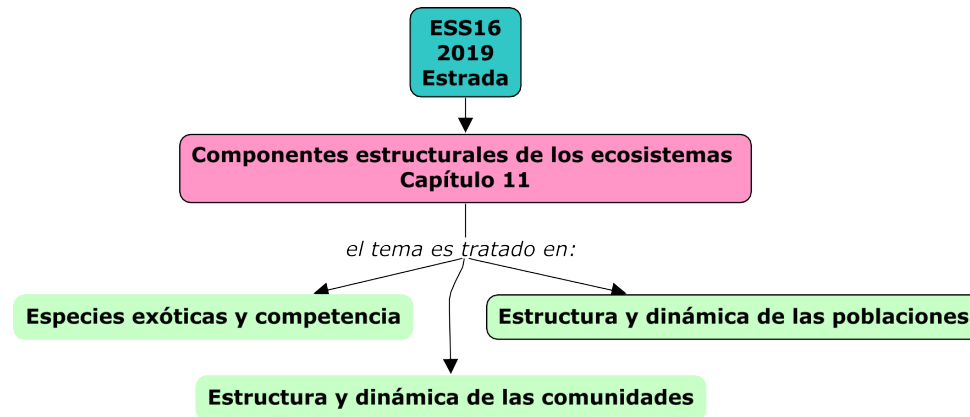 ESS16
2019
Estrada
Componentes estructurales de los ecosistemas
Capítulo 11
el tema es tratado en:
Especies exóticas y competencia
Estructura y dinámica de las poblaciones
Estructura y dinámica de las comunidades